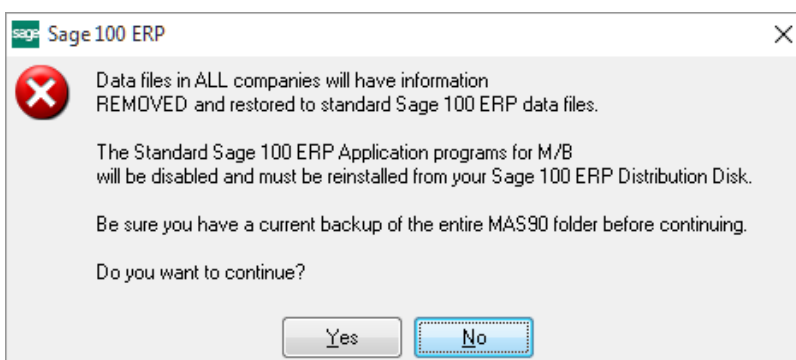 sage Sage 100 ERP
Data files in ALL companies will have information
REMOVED and restored to standard Sage 100 ERP data files.
The Standard Sage 100 ERP Application programs for M/B
will be disabled and must be reinstalled from your Sage 100 ERP Distribution Disk.
Be sure you have a current backup of the entire MAS90 folder before continuing.
Do you want to continue?
Yes No